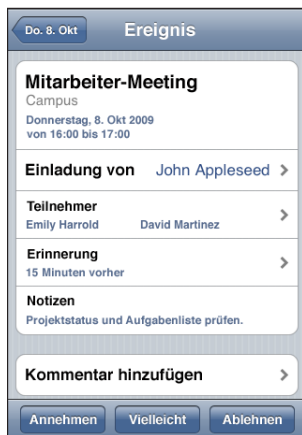 Do. 8. Okt Ereignis
Mitarbeiter-Meeting
Campus
Donnerstag, 8. Okt 2009
von 16:00 bis 17:00
Einladung von John Appleseed
Teilnehmer
Emily Harrold David Martinez
Erinnerung
15 Minuten vorher
Notizen
Projektstatus und Aufgabenliste prüfen.
Kommentar hinzufügen
Annehmen Vielleicht Ablehnen